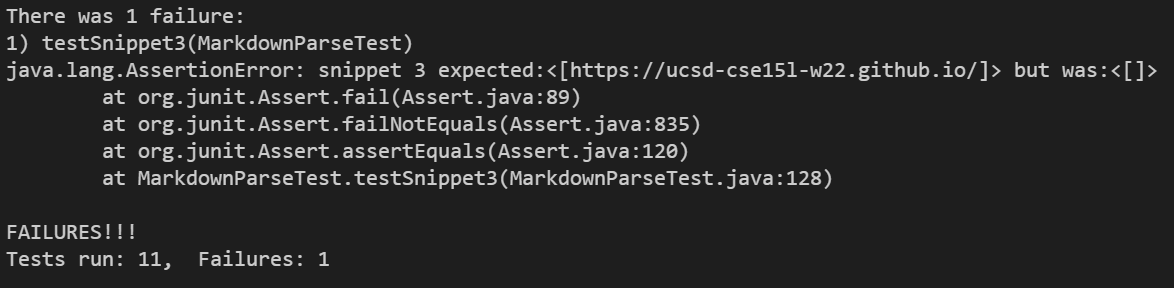 There was 1 failure:
1) testSnippet3(MarkdownParseTest)
java.lang.AssertionError: snippet 3 expected:<[https://ucsd-cse15l-w22.github.io/]> but was:<[]>
        at org.junit.Assert.fail(Assert.java:89)
        at org.junit.Assert.failNotEquals(Assert.java:835)
        at org.junit.Assert.assertEquals(Assert.java:120)
        at MarkdownParseTest.testSnippet3(MarkdownParseTest.java:128)

FAILURES!!!
Tests run: 11,  Failures: 1